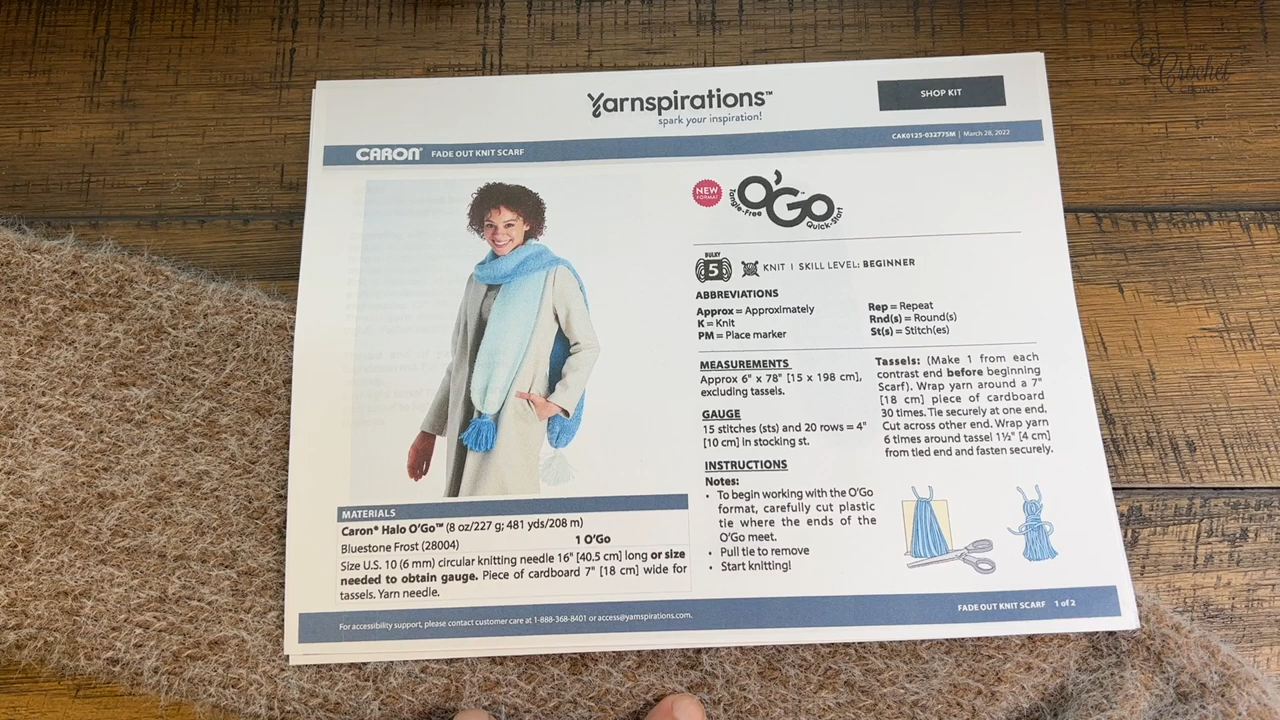 The Crochet CROWD
Yarnspirations™
spark your inspiration!
SHOP KIT
CARON® FADE OUT KNIT SCARF
CAK0125-032775M | March 28, 2022
NEW FORMAT
O'Go™
Tangle-Free Quick-Start
BULKY
5
KNIT | SKILL LEVEL: BEGINNER
ABBREVIATIONS
Approx = Approximately
K = Knit
PM = Place marker
Rep = Repeat
Rnd(s) = Round(s)
St(s) = Stitch(es)
MEASUREMENTS
Approx 6" x 78" [15 x 198 cm],
excluding tassels.
GAUGE
15 stitches (sts) and 20 rows = 4"
[10 cm] in stocking st.
INSTRUCTIONS
Notes:
• To begin working with the O'Go
format, carefully cut plastic
tie where the ends of the
O'Go meet.
• Pull tie to remove
• Start knitting!
Tassels: (Make 1 from each
contrast end before beginning
Scarf). Wrap yarn around a 7"
[18 cm] piece of cardboard
30 times. Tie securely at one end.
Cut across other end. Wrap yarn
6 times around tassel 1½" [4 cm]
from tied end and fasten securely.
MATERIALS
Caron® Halo O'Go™ (8 oz/227 g; 481 yds/208 m)
Bluestone Frost (28004) 1 O'Go
Size U.S. 10 (6 mm) circular knitting needle 16" [40.5 cm] long or size
needed to obtain gauge. Piece of cardboard 7" [18 cm] wide for
tassels. Yarn needle.
For accessibility support, please contact customer care at 1-888-368-8401 or access@yarnspirations.com.
FADE OUT KNIT SCARF 1 of 2